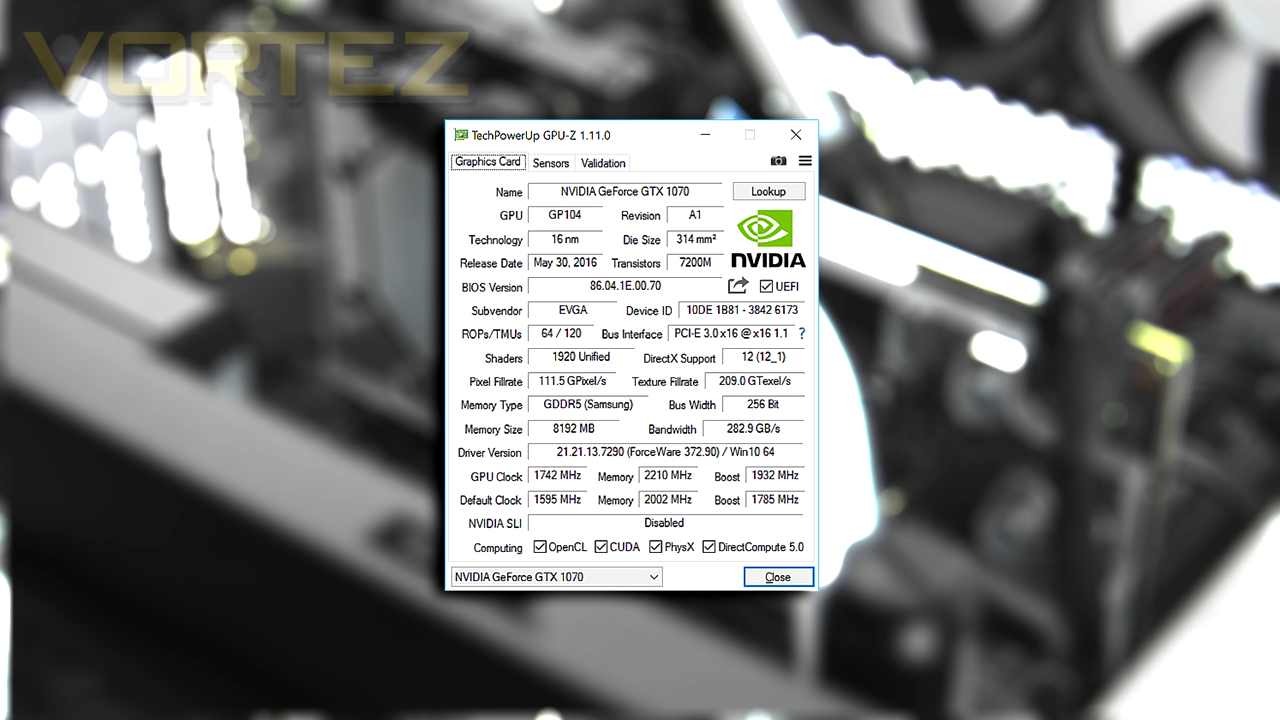 VORTEZ
TechPowerUp GPU-Z 1.11.0
Graphics Card Sensors Validation
Name NVIDIA GeForce GTX 1070 Lookup
GPU GP104 Revision A1
Technology 16 nm Die Size 314 mm²
Release Date May 30, 2016 Transistors 7200M NVIDIA
BIOS Version 86.04.1E.00.70 UEFI
Subvendor EVGA Device ID 10DE 1B81 - 3842 6173
ROPs/TMUs 64 / 120 Bus Interface PCI-E 3.0 x16 @ x16 1.1 ?
Shaders 1920 Unified DirectX Support 12 (12_1)
Pixel Fillrate 111.5 GPixel/s Texture Fillrate 209.0 GTexel/s
Memory Type GDDR5 (Samsung) Bus Width 256 Bit
Memory Size 8192 MB Bandwidth 282.9 GB/s
Driver Version 21.21.13.7290 (ForceWare 372.90) / Win10 64
GPU Clock 1742 MHz Memory 2210 MHz Boost 1932 MHz
Default Clock 1595 MHz Memory 2002 MHz Boost 1785 MHz
NVIDIA SLI Disabled
Computing OpenCL CUDA PhysX DirectCompute 5.0
NVIDIA GeForce GTX 1070 Close